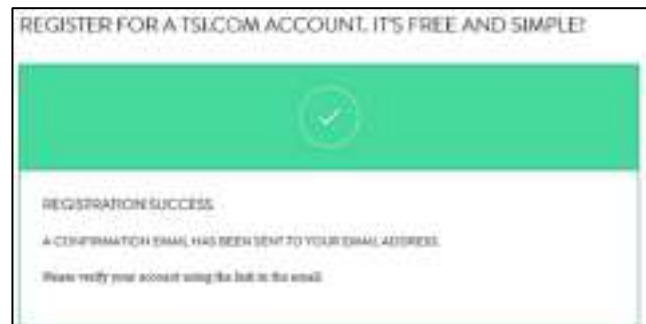 REGISTER FOR A TSI.COM ACCOUNT. IT'S FREE AND SIMPLE!
REGISTRATION SUCCESS
A CONFIRMATION EMAIL HAS BEEN SENT TO YOUR EMAIL ADDRESS.
Please verify your account using the link in the email.